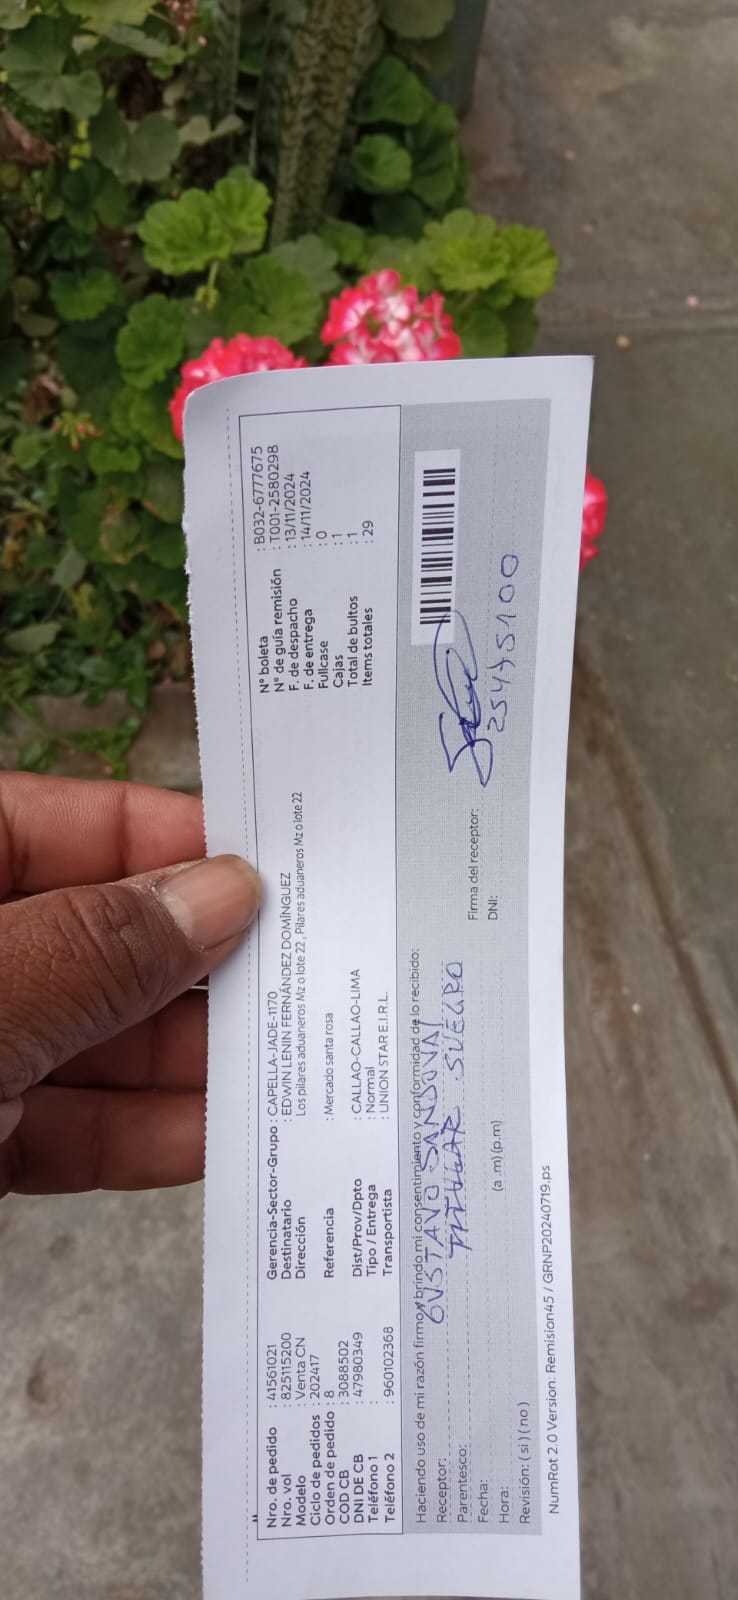 Nro. de pedido : 41561021
Nro. vol : 825115200
Modelo : Venta CN
Ciclo de pedidos : 202417
Orden de pedido : 8
COD CB : 3088502
DNI DE CB : 47980349
Teléfono 1 :
Teléfono 2 : 960102368
Gerencia-Sector-Grupo : CAPELLA-JADE-1170
Destinatario : EDWIN LENIN FERNÁNDEZ DOMÍNGUEZ
Dirección Los pilares aduaneros Mz o lote 22 , Pilares aduaneros Mz o lote 22
Referencia : Mercado santa rosa
Dist/Prov/Dpto : CALLAO-CALLAO-LIMA
Tipo / Entrega : Normal
Transportista : UNION STAR E.I.R.L.
N° boleta : B032-6777675
N° de guía remisión : T001-2580298
F. de despacho : 13/11/2024
F. de entrega : 14/11/2024
Fullcase : 0
Cajas : 1
Total de bultos : 1
Items totales : 29
Haciendo uso de mi razón firmo y brindo mi consentimiento y conformidad de lo recibido:
Receptor: GUSTAVO SANDOVAL
Parentesco: SUEGRO
Fecha:
Hora: (a .m) (p.m)
Revisión: ( si ) ( no )
Firma del receptor:
DNI:
NumRot 2.0 Version: Remision45 / GRNP20240719.ps